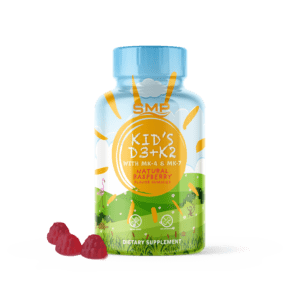 SMP
KID'S
D3+K2
WITH MK-4 & MK-7
NATURAL
RASPBERRY
DIETARY SUPPLEMENT